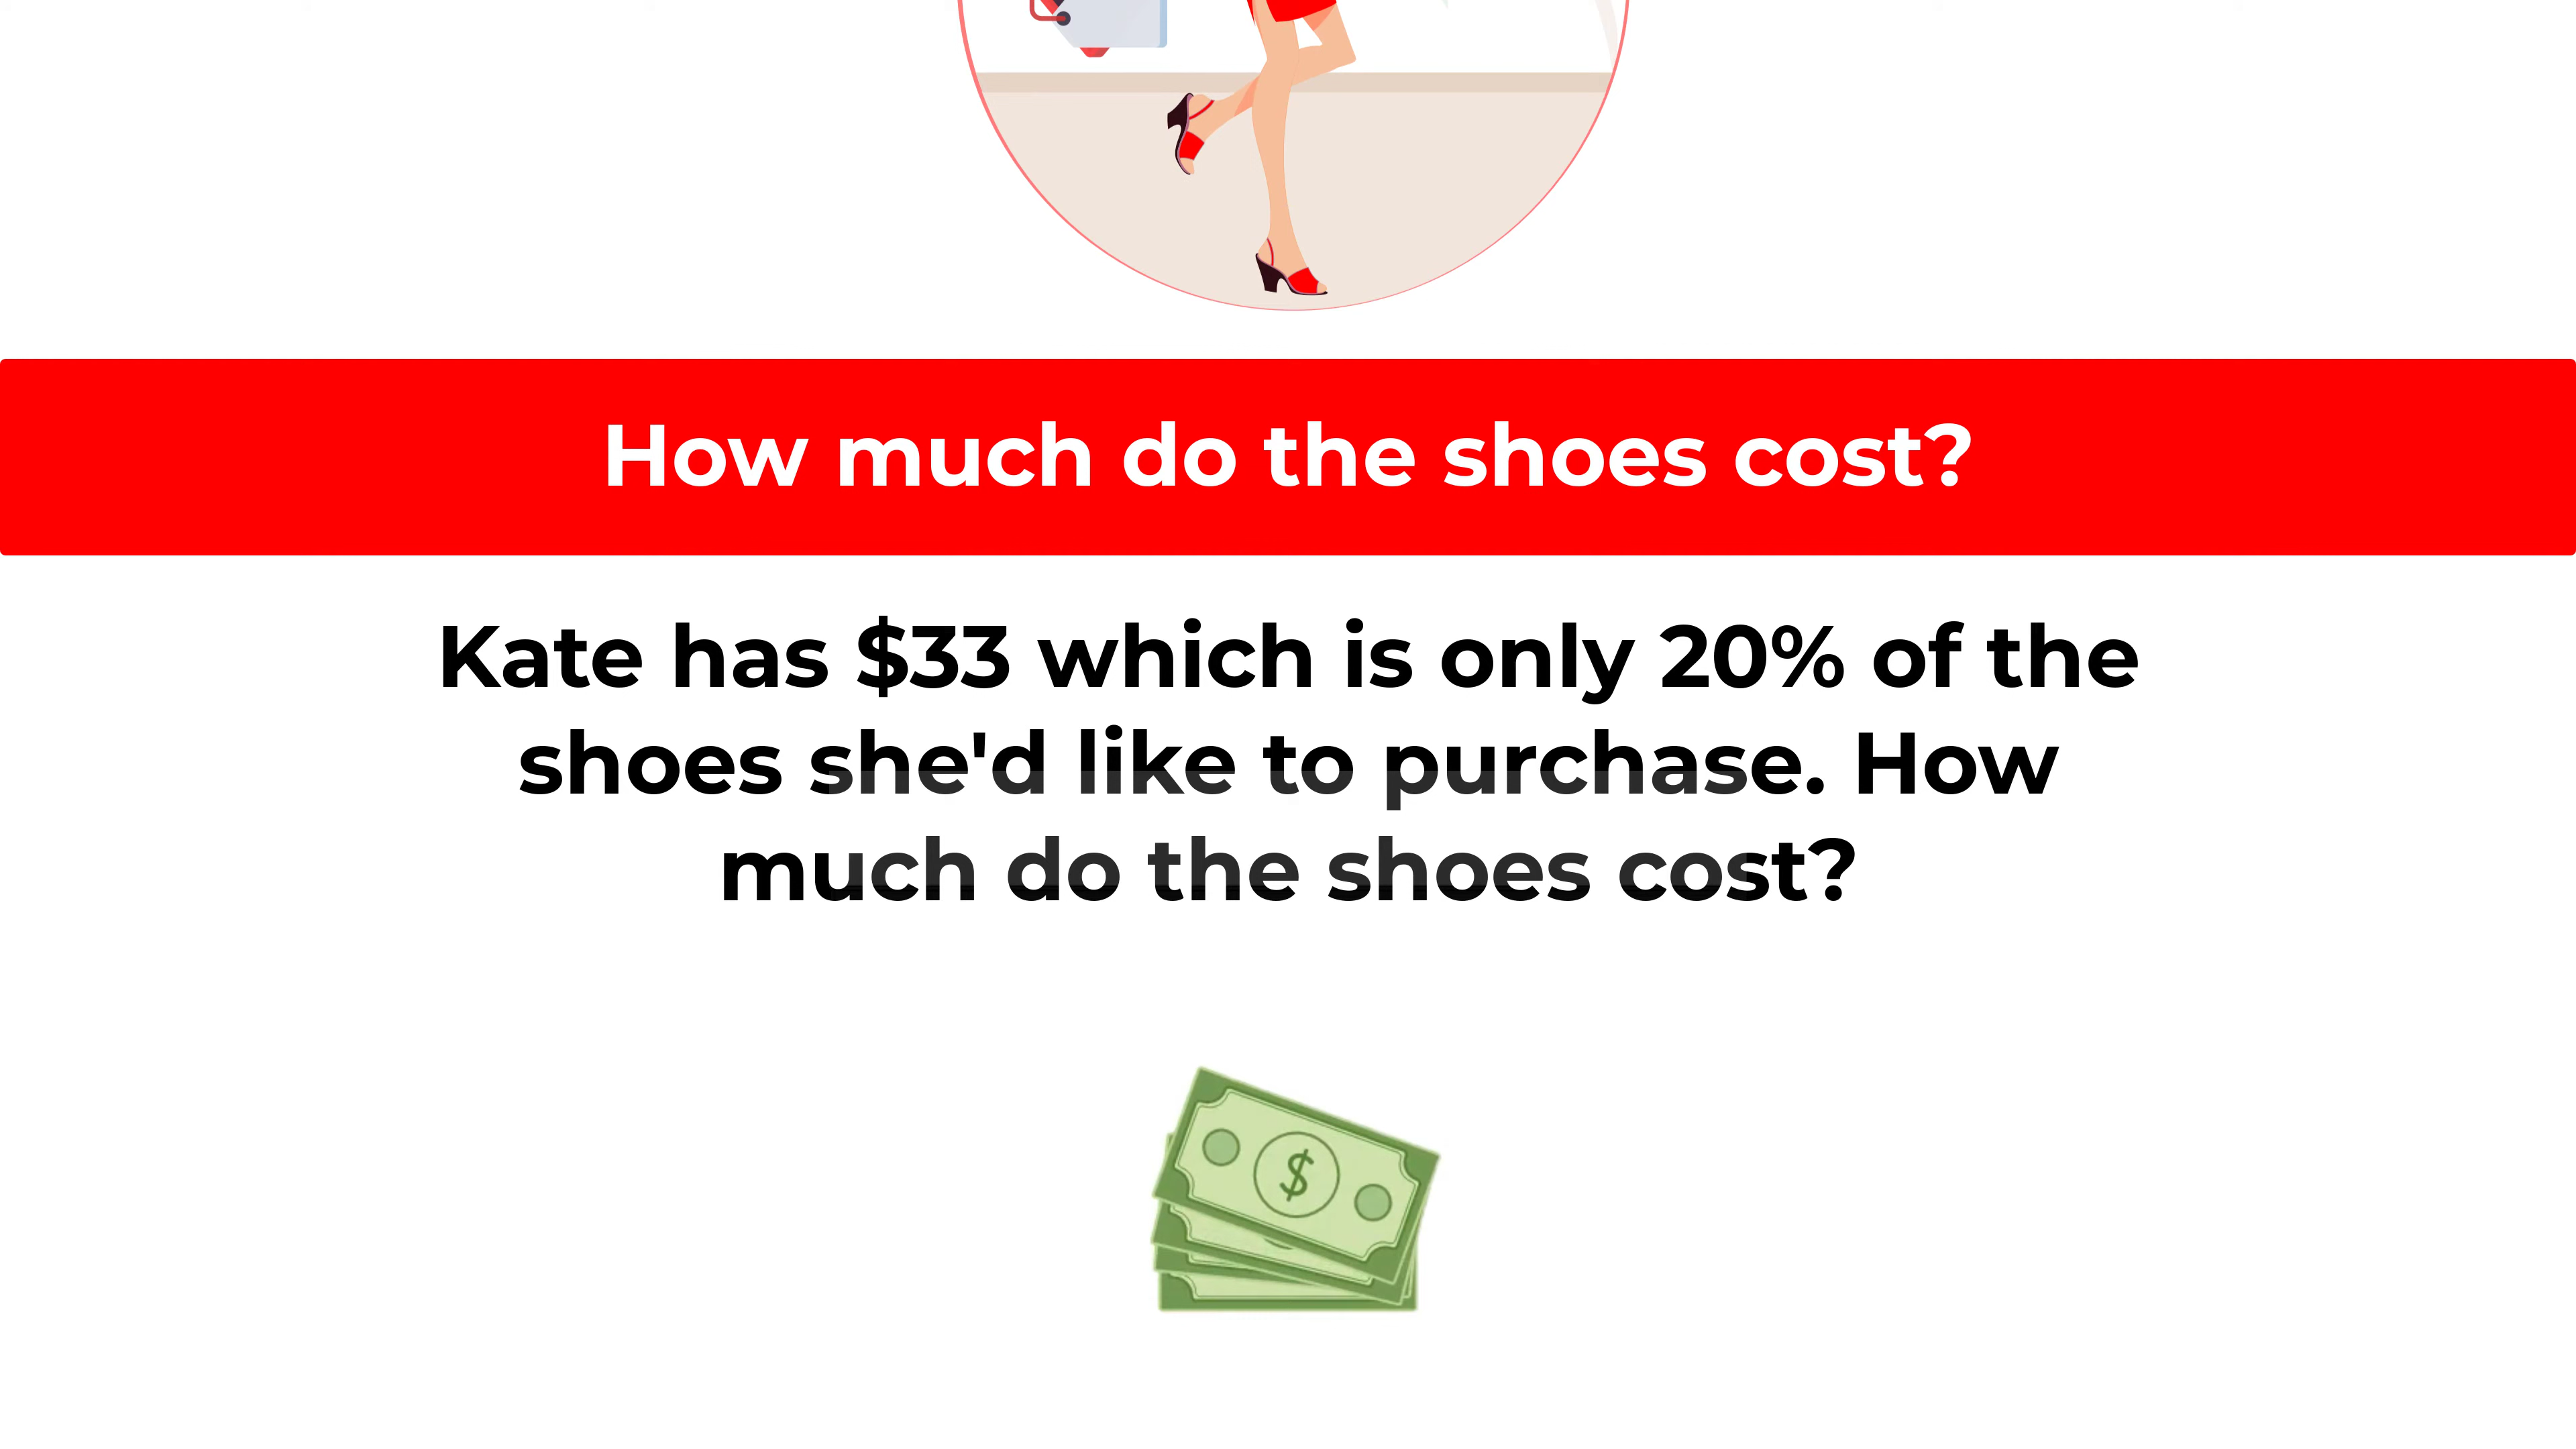 How much do the shoes cost?
Kate has $33 which is only 20% of the
shoes she'd like to purchase. How
much do the shoes cost?
$